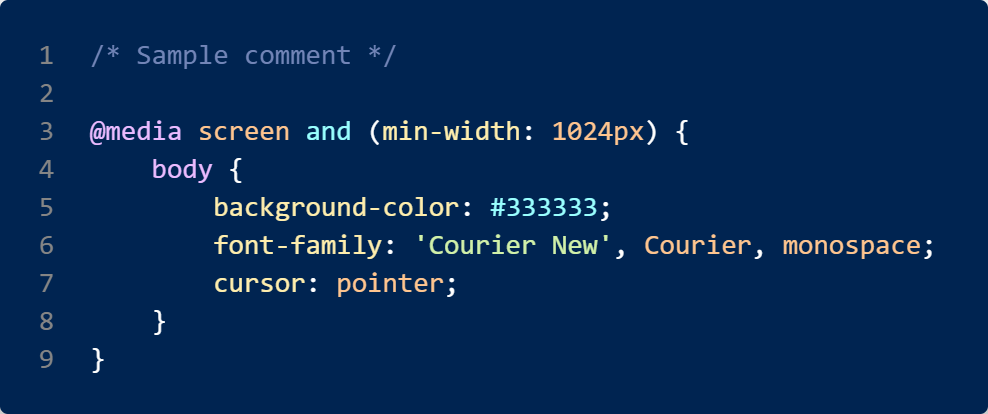 1 /* Sample comment */
2
3 @media screen and (min-width: 1024px) {
4     body {
5         background-color: #333333;
6         font-family: 'Courier New', Courier, monospace;
7         cursor: pointer;
8     }
9 }